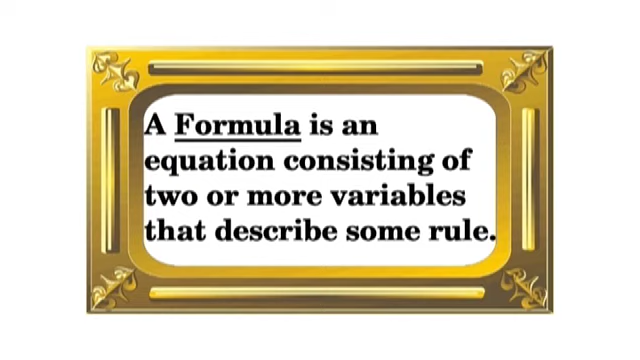 A Formula is an
equation consisting of
two or more variables
that describe some rule.